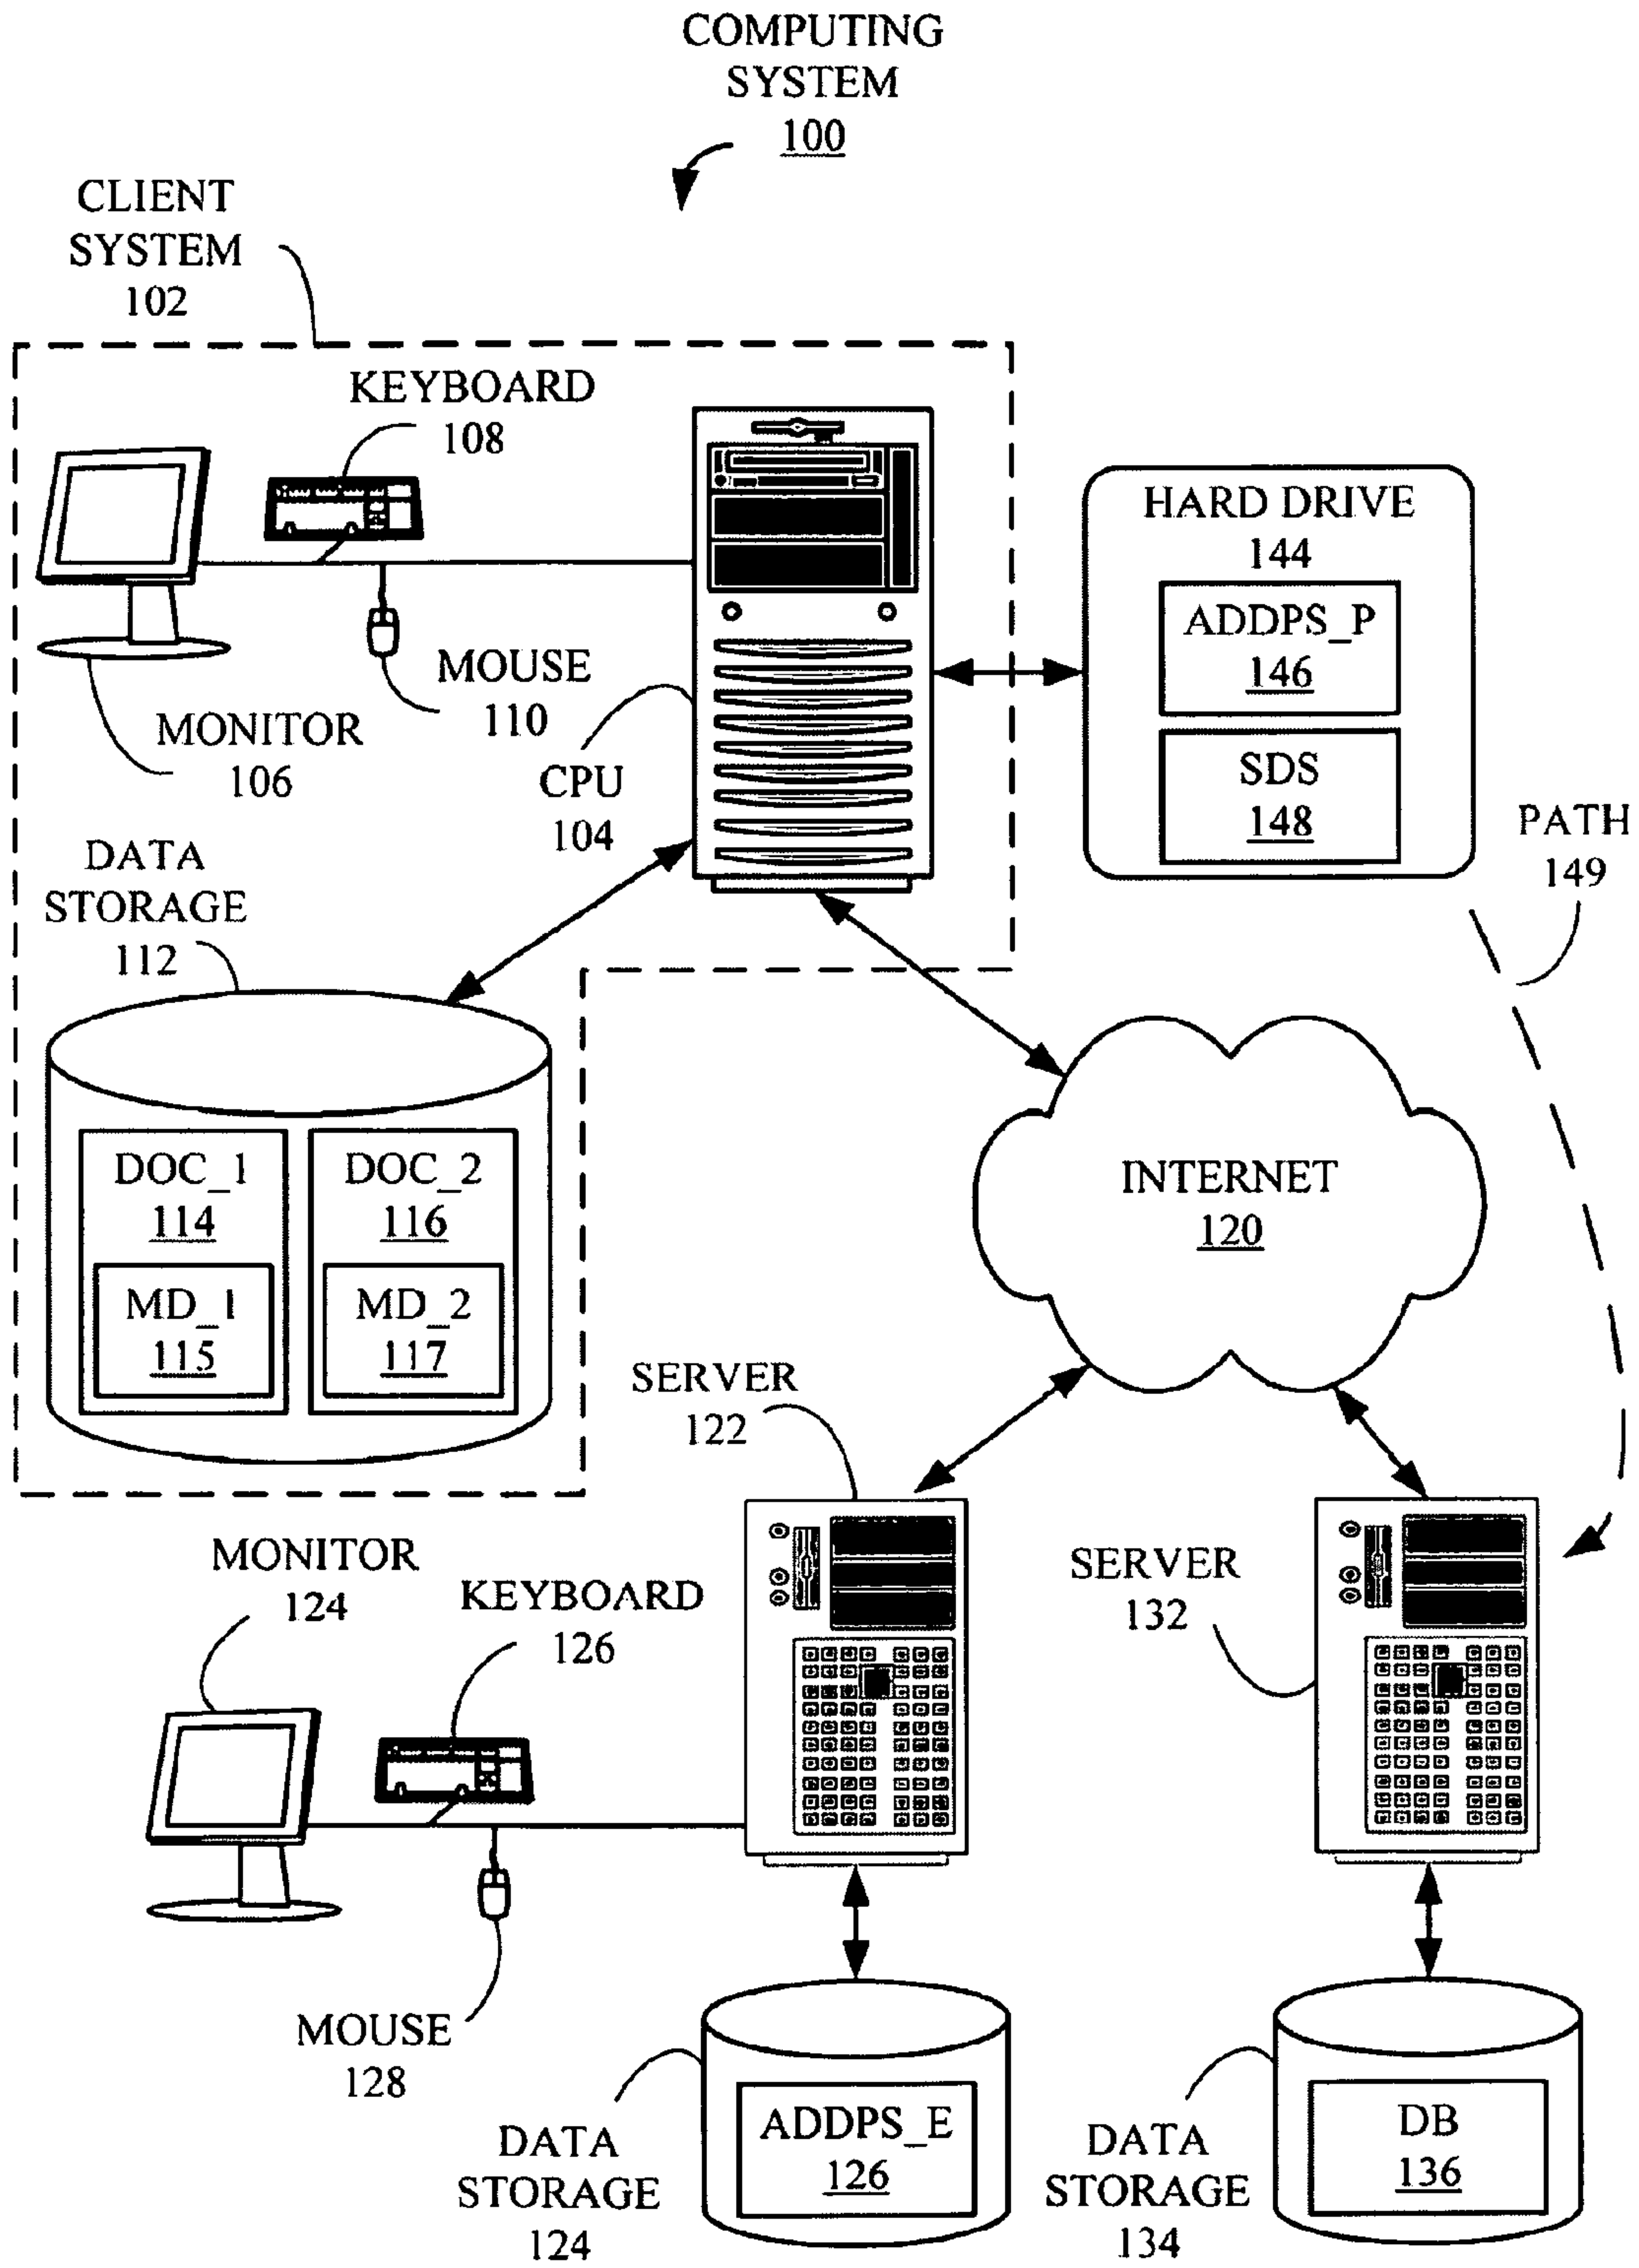 COMPUTING
SYSTEM
100
CLIENT
SYSTEM
102
KEYBOARD
108
HARD DRIVE
144
ADDPS_P
146
SDS
148
MOUSE
110
MONITOR
106
CPU
104
PATH
149
DATA
STORAGE
112
DOC_1
114
MD_1
115
DOC_2
116
MD_2
117
INTERNET
120
SERVER
122
MONITOR
124
KEYBOARD
126
SERVER
132
MOUSE
128
DATA
STORAGE
124
ADDPS_E
126
DATA
STORAGE
134
DB
136